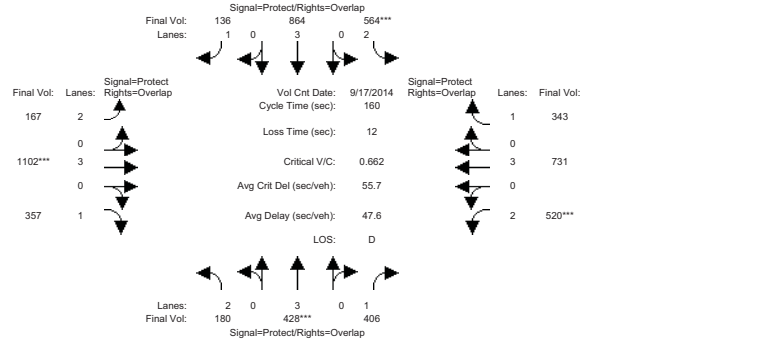 Signal=Protect/Rights=Overlap
Final Vol: 136 864 564***
Lanes: 1 0 3 0 2
Signal=Protect
Rights=Overlap
Final Vol: Lanes:
Vol Cnt Date: 9/17/2014
Signal=Protect
Rights=Overlap
Lanes: Final Vol:
Cycle Time (sec): 160
167 2
1 343
Loss Time (sec): 12
0
0
1102*** 3
Critical V/C: 0.662
3 731
0
Avg Crit Del (sec/veh): 55.7
0
357 1
Avg Delay (sec/veh): 47.6
2 520***
LOS: D
Lanes: 2 0 3 0 1
Final Vol: 180 428*** 406
Signal=Protect/Rights=Overlap